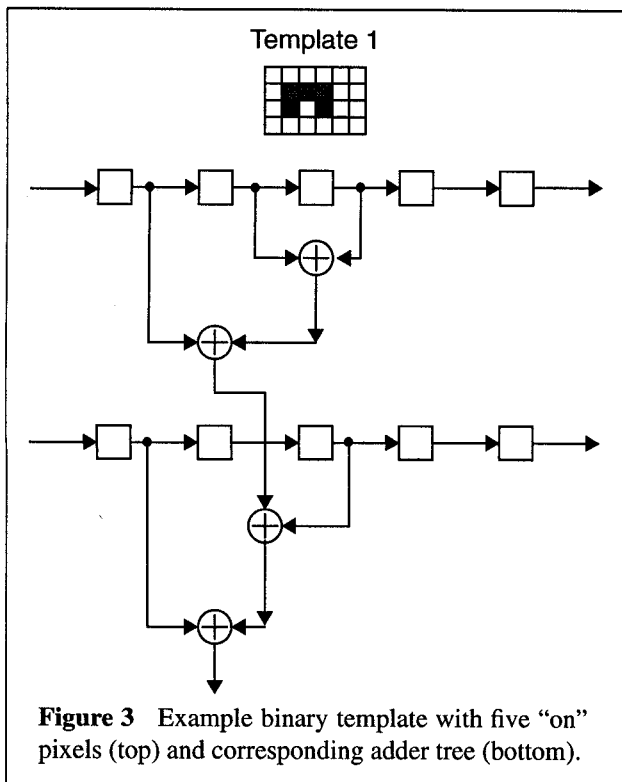 Template 1
Figure 3 Example binary template with five “on”
pixels (top) and corresponding adder tree (bottom).